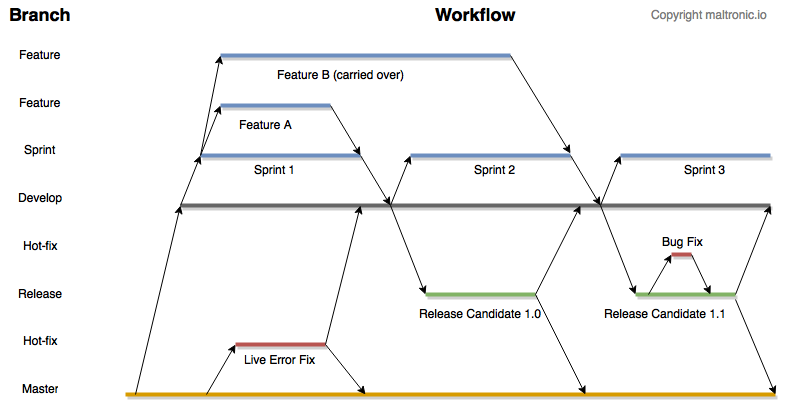 Branch Workflow Copyright maltronic.io
Feature
Feature B (carried over)
Feature
Feature A
Sprint
Sprint 1 Sprint 2 Sprint 3
Develop
Hot-fix Bug Fix
Release
Release Candidate 1.0 Release Candidate 1.1
Hot-fix
Live Error Fix
Master